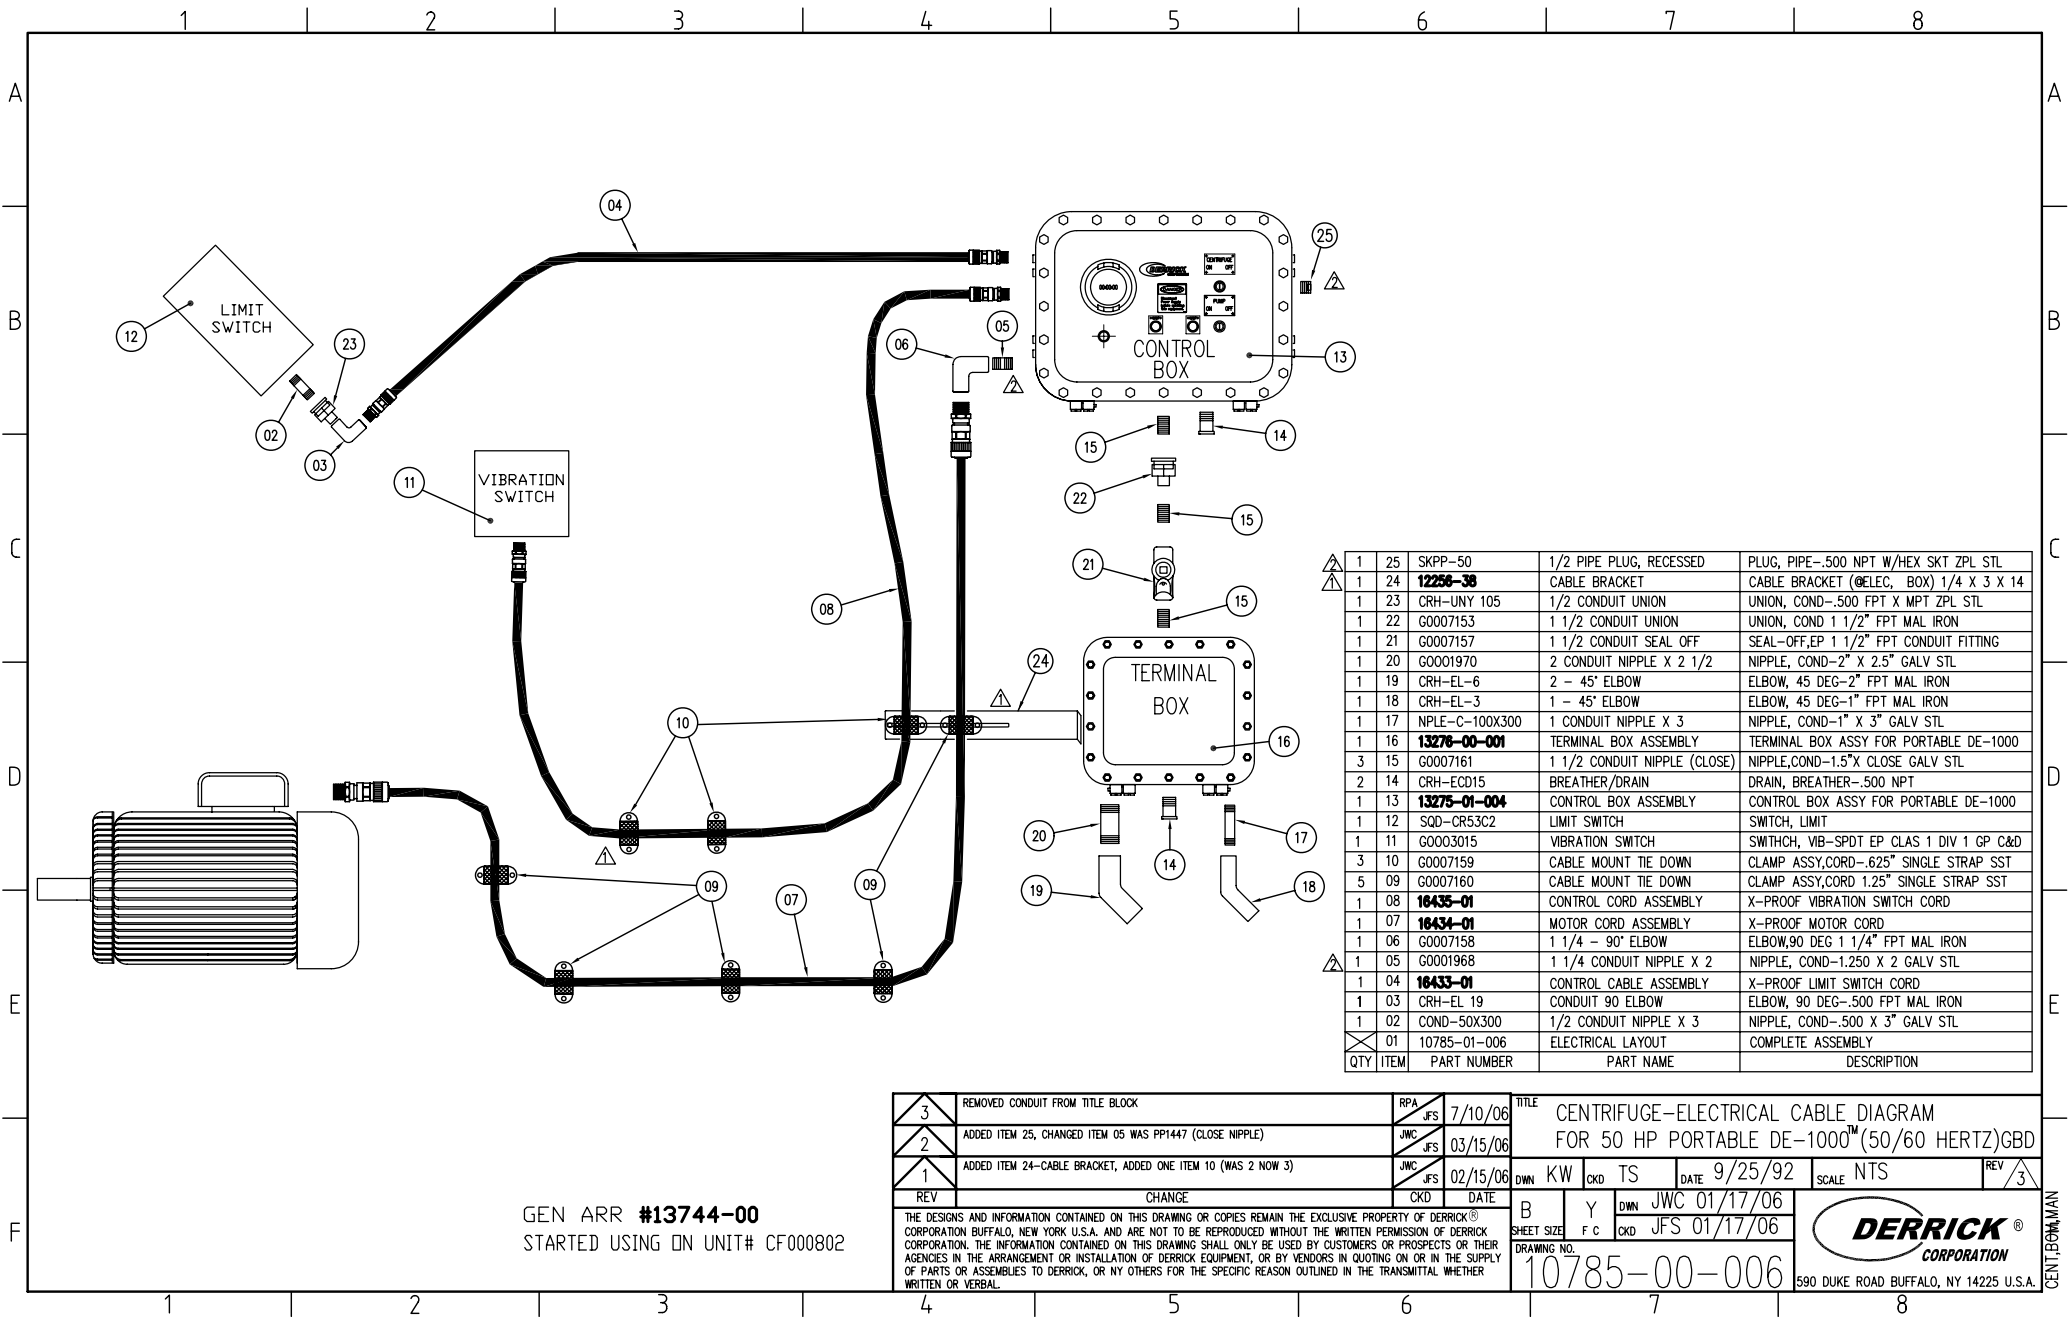 1 2 3 4 5 6 7 8
A A
B B
C C
D D
E E
F
04
25
2
LIMIT
SWITCH
12
23
02
03
05
06
2
CENTRIFUGE
ON OFF
DERRICK
DANGER
PUMP
ON OFF
00-00-00
CONTROL
BOX
13
15
14
22
15
21
15
VIBRATION
SWITCH
11
08
24
1
10
TERMINAL
BOX
16
1
20
17
14
19
18
09
07
09
2 1 25 SKPP-50 1/2 PIPE PLUG, RECESSED PLUG, PIPE-.500 NPT W/HEX SKT ZPL STL
1 1 24 12256-38 CABLE BRACKET CABLE BRACKET (@ELEC, BOX) 1/4 X 3 X 14
1 23 CRH-UNY 105 1/2 CONDUIT UNION UNION, COND-.500 FPT X MPT ZPL STL
1 22 G0007153 1 1/2 CONDUIT UNION UNION, COND 1 1/2" FPT MAL IRON
1 21 G0007157 1 1/2 CONDUIT SEAL OFF SEAL-OFF,EP 1 1/2" FPT CONDUIT FITTING
1 20 G0001970 2 CONDUIT NIPPLE X 2 1/2 NIPPLE, COND-2" X 2.5" GALV STL
1 19 CRH-EL-6 2 - 45° ELBOW ELBOW, 45 DEG-2" FPT MAL IRON
1 18 CRH-EL-3 1 - 45° ELBOW ELBOW, 45 DEG-1" FPT MAL IRON
1 17 NPLE-C-100X300 1 CONDUIT NIPPLE X 3 NIPPLE, COND-1" X 3" GALV STL
1 16 13276-00-001 TERMINAL BOX ASSEMBLY TERMINAL BOX ASSY FOR PORTABLE DE-1000
3 15 G0007161 1 1/2 CONDUIT NIPPLE (CLOSE) NIPPLE,COND-1.5"X CLOSE GALV STL
2 14 CRH-ECD15 BREATHER/DRAIN DRAIN, BREATHER-.500 NPT
1 13 13275-01-004 CONTROL BOX ASSEMBLY CONTROL BOX ASSY FOR PORTABLE DE-1000
1 12 SQD-CR53C2 LIMIT SWITCH SWITCH, LIMIT
1 11 G0003015 VIBRATION SWITCH SWITHCH, VIB-SPDT EP CLAS 1 DIV 1 GP C&D
3 10 G0007159 CABLE MOUNT TIE DOWN CLAMP ASSY,CORD-.625" SINGLE STRAP SST
5 09 G0007160 CABLE MOUNT TIE DOWN CLAMP ASSY,CORD 1.25" SINGLE STRAP SST
1 08 16435-01 CONTROL CORD ASSEMBLY X-PROOF VIBRATION SWITCH CORD
1 07 16434-01 MOTOR CORD ASSEMBLY X-PROOF MOTOR CORD
1 06 G0007158 1 1/4 - 90° ELBOW ELBOW,90 DEG 1 1/4" FPT MAL IRON
2 1 05 G0001968 1 1/4 CONDUIT NIPPLE X 2 NIPPLE, COND-1.250 X 2 GALV STL
1 04 16433-01 CONTROL CABLE ASSEMBLY X-PROOF LIMIT SWITCH CORD
1 03 CRH-EL 19 CONDUIT 90 ELBOW ELBOW, 90 DEG-.500 FPT MAL IRON
1 02 COND-50X300 1/2 CONDUIT NIPPLE X 3 NIPPLE, COND-.500 X 3" GALV STL
01 10785-01-006 ELECTRICAL LAYOUT COMPLETE ASSEMBLY
QTY ITEM PART NUMBER PART NAME DESCRIPTION
3 REMOVED CONDUIT FROM TITLE BLOCK RPA JFS 7/10/06
2 ADDED ITEM 25, CHANGED ITEM 05 WAS PP1447 (CLOSE NIPPLE) JWC JFS 03/15/06
1 ADDED ITEM 24-CABLE BRACKET, ADDED ONE ITEM 10 (WAS 2 NOW 3) JWC JFS 02/15/06
REV CHANGE CKD DATE
THE DESIGNS AND INFORMATION CONTAINED ON THIS DRAWING OR COPIES REMAIN THE EXCLUSIVE PROPERTY OF DERRICK®
CORPORATION BUFFALO, NEW YORK U.S.A. AND ARE NOT TO BE REPRODUCED WITHOUT THE WRITTEN PERMISSION OF DERRICK
CORPORATION. THE INFORMATION CONTAINED ON THIS DRAWING SHALL ONLY BE USED BY CUSTOMERS OR PROSPECTS OR THEIR
AGENCIES IN THE ARRANGEMENT OR INSTALLATION OF DERRICK EQUIPMENT, OR BY VENDORS IN QUOTING ON OR IN THE SUPPLY
OF PARTS OR ASSEMBLIES TO DERRICK, OR NY OTHERS FOR THE SPECIFIC REASON OUTLINED IN THE TRANSMITTAL WHETHER
WRITTEN OR VERBAL.
TITLE CENTRIFUGE-ELECTRICAL CABLE DIAGRAM
FOR 50 HP PORTABLE DE-1000™(50/60 HERTZ)GBD
DWN KW CKD TS DATE 9/25/92 SCALE NTS REV 3
B SHEET SIZE Y F C DWN JWC 01/17/06
CKD JFS 01/17/06
DRAWING NO.
10785-00-006
DERRICK ®
CORPORATION
590 DUKE ROAD BUFFALO, NY 14225 U.S.A.
GEN ARR #13744-00
STARTED USING ON UNIT# CF000802
1 2 3 4 5 6 7 8